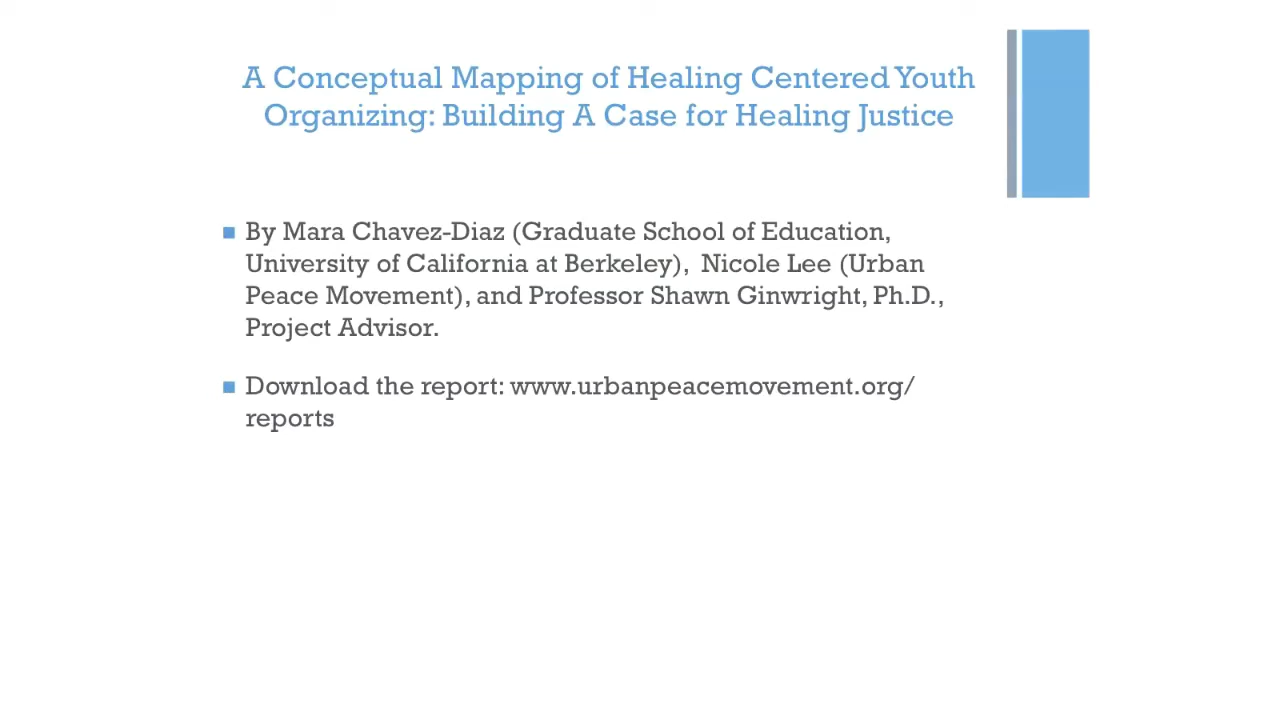 A Conceptual Mapping of Healing Centered Youth
Organizing: Building A Case for Healing Justice
By Mara Chavez-Diaz (Graduate School of Education,
University of California at Berkeley),  Nicole Lee (Urban
Peace Movement), and Professor Shawn Ginwright, Ph.D.,
Project Advisor.
Download the report: www.urbanpeacemovement.org/
reports